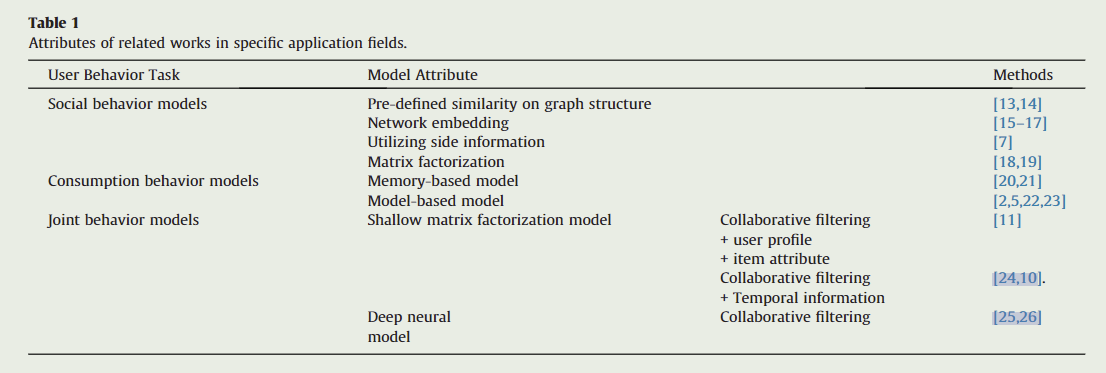 Table 1
Attributes of related works in specific application fields.
User Behavior Task Model Attribute Methods
Social behavior models Pre-defined similarity on graph structure [13,14]
Network embedding [15–17]
Utilizing side information [7]
Matrix factorization [18,19]
Consumption behavior models Memory-based model [20,21]
Model-based model [2,5,22,23]
Joint behavior models Shallow matrix factorization model Collaborative filtering [11]
+ user profile
+ item attribute
Collaborative filtering [24,10].
+ Temporal information
Deep neural Collaborative filtering [25,26]
model